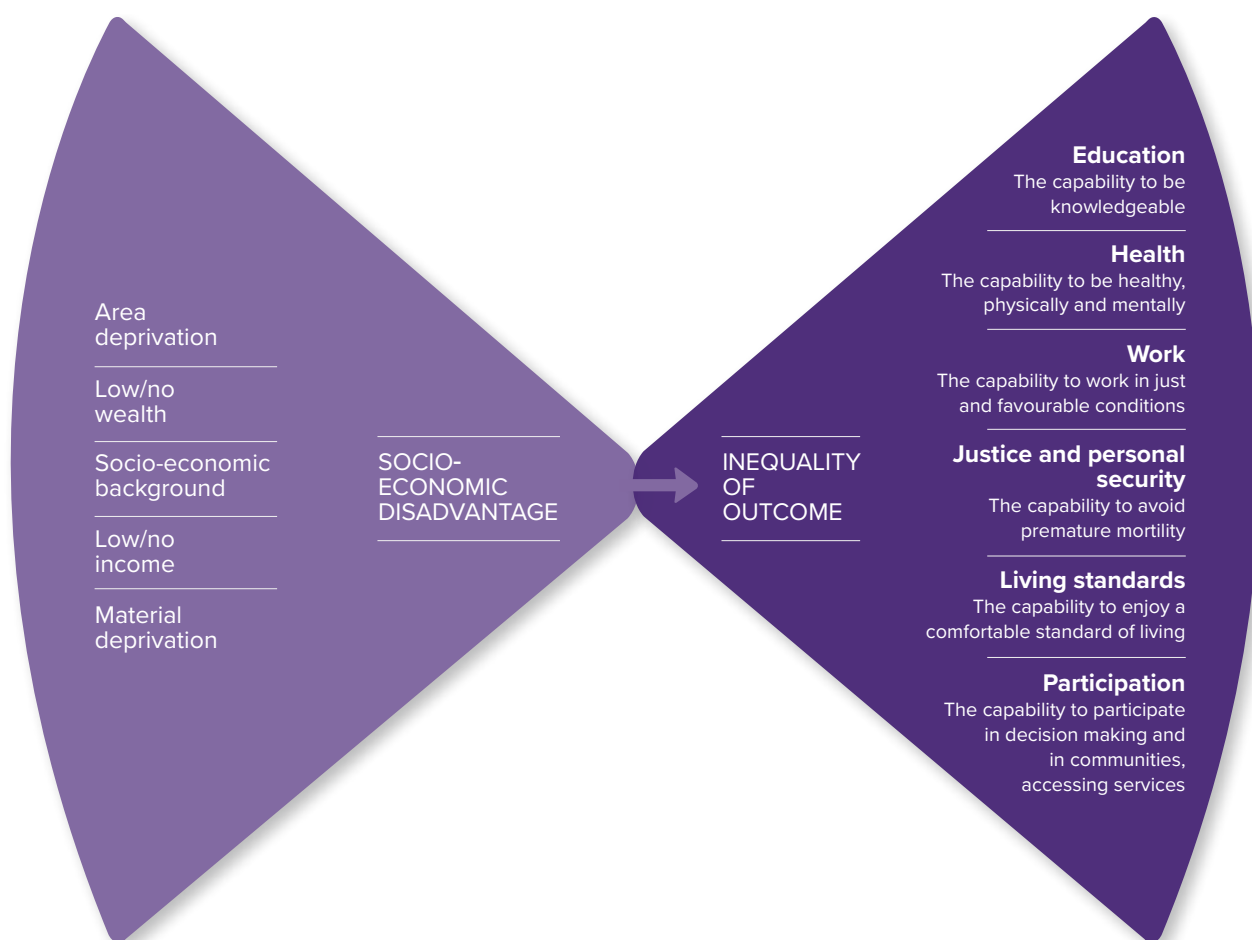 Area
deprivation
Low/no
wealth
Socio-economic
background
Low/no
income
Material
deprivation
SOCIO-
ECONOMIC
DISADVANTAGE
INEQUALITY
OF
OUTCOME
Education
The capability to be
knowledgeable
Health
The capability to be healthy,
physically and mentally
Work
The capability to work in just
and favourable conditions
Justice and personal
security
The capability to avoid
premature mortility
Living standards
The capability to enjoy a
comfortable standard of living
Participation
The capability to participate
in decision making and
in communities,
accessing services